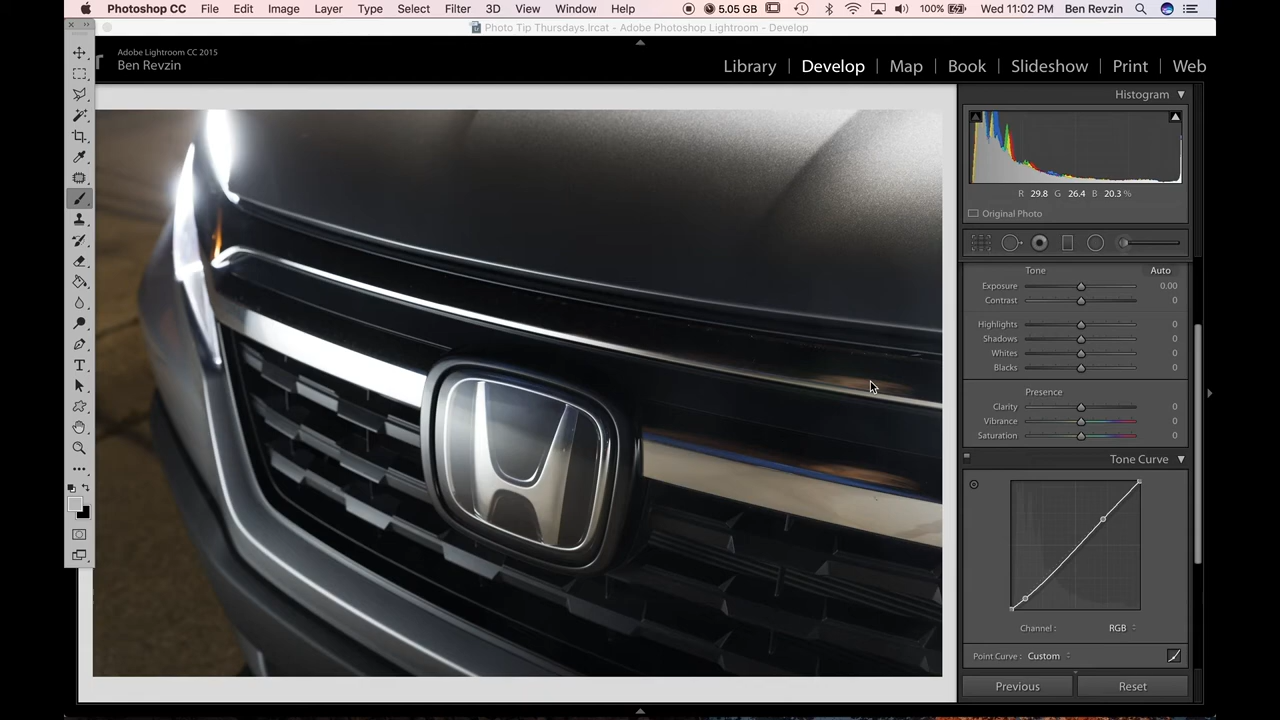 Photoshop CC File Edit Image Layer Type Select Filter 3D View Window Help 5.05 GB 100% Wed 11:02 PM Ben Revzin
Photo Tip Thursdays.lrcat - Adobe Photoshop Lightroom - Develop
Adobe Lightroom CC 2015
Ben Revzin
Library | Develop | Map | Book | Slideshow | Print | Web
Histogram
R 29.8 G 26.4 B 20.3 %
Original Photo
Tone Auto
Exposure 0.00
Contrast 0
Highlights 0
Shadows 0
Whites 0
Blacks 0
Presence
Clarity 0
Vibrance 0
Saturation 0
Tone Curve
Channel : RGB
Point Curve : Custom
Previous Reset